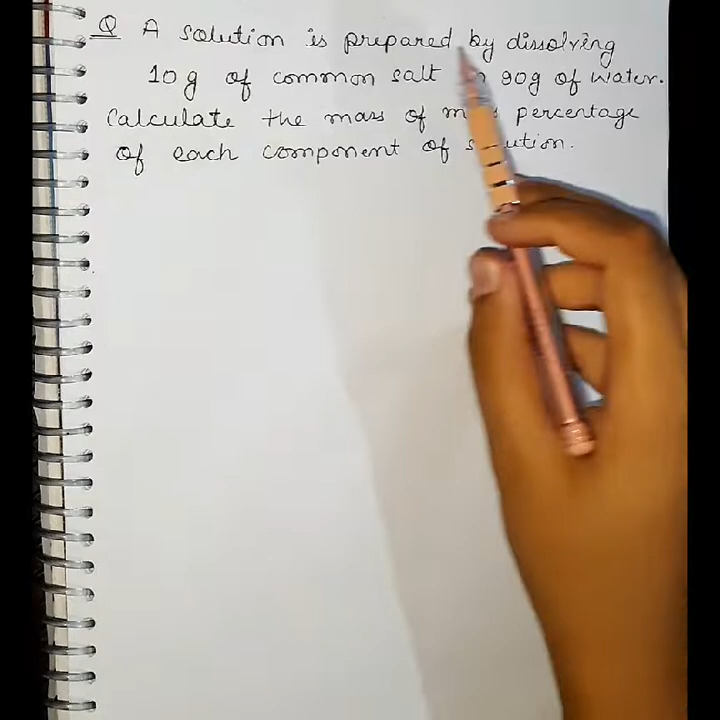 Q A solution is prepared by dissolving
10g of common salt 90g of water.
Calculate the mass of percentage
of each component of